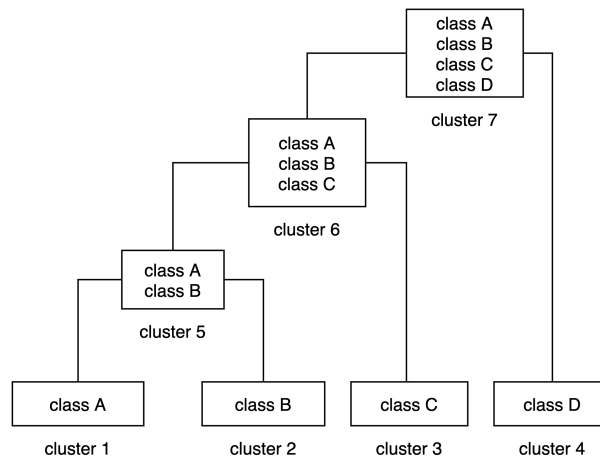 class A
class B
class C
class D
cluster 7
class A
class B
class C
cluster 6
class A
class B
cluster 5
class A
class B
class C
class D
cluster 1
cluster 2
cluster 3
cluster 4